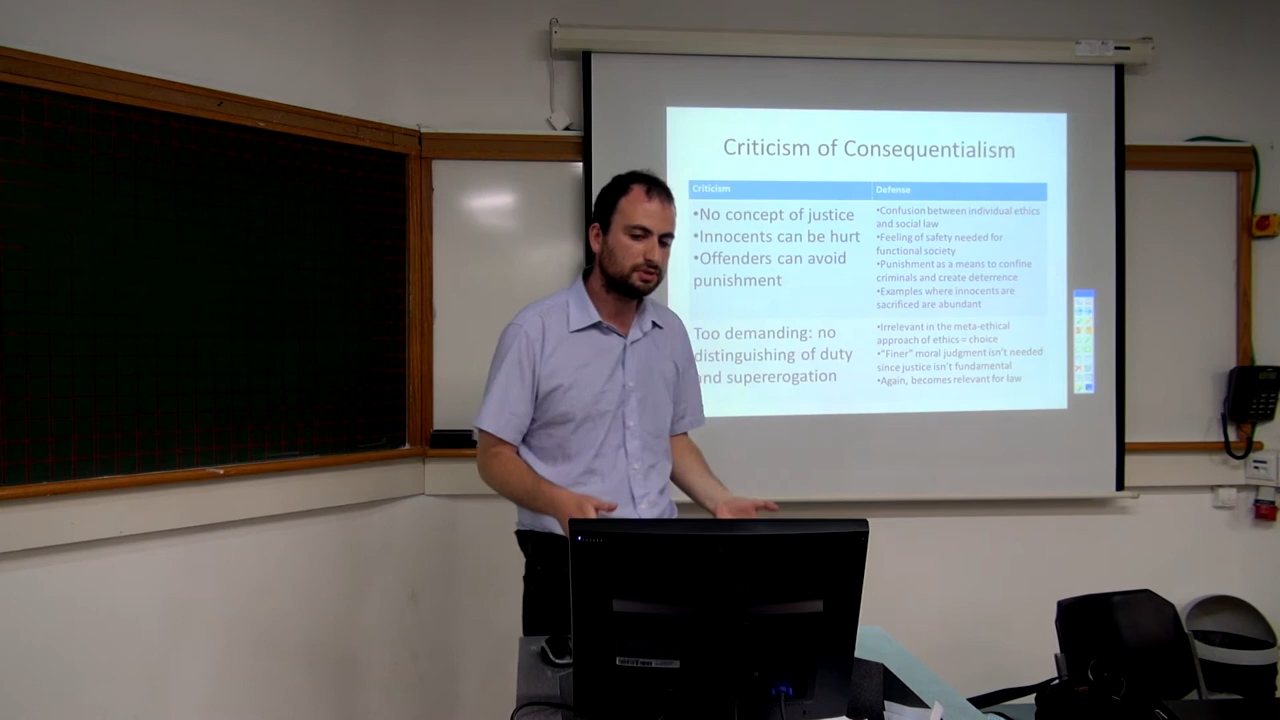 Criticism of Consequentialism
Criticism
Defense
•No concept of justice
•Innocents can be hurt
•Offenders can avoid
punishment
•Confusion between individual ethics
and social law
•Feeling of safety needed for
functional society
•Punishment as a means to confine
criminals and create deterrence
•Examples where innocents are
sacrificed are abundant
Too demanding: no
distinguishing of duty
and supererogation
•Irrelevant in the meta-ethical
approach of ethics = choice
•"Finer" moral judgment isn't needed
since justice isn't fundamental
•Again, becomes relevant for law